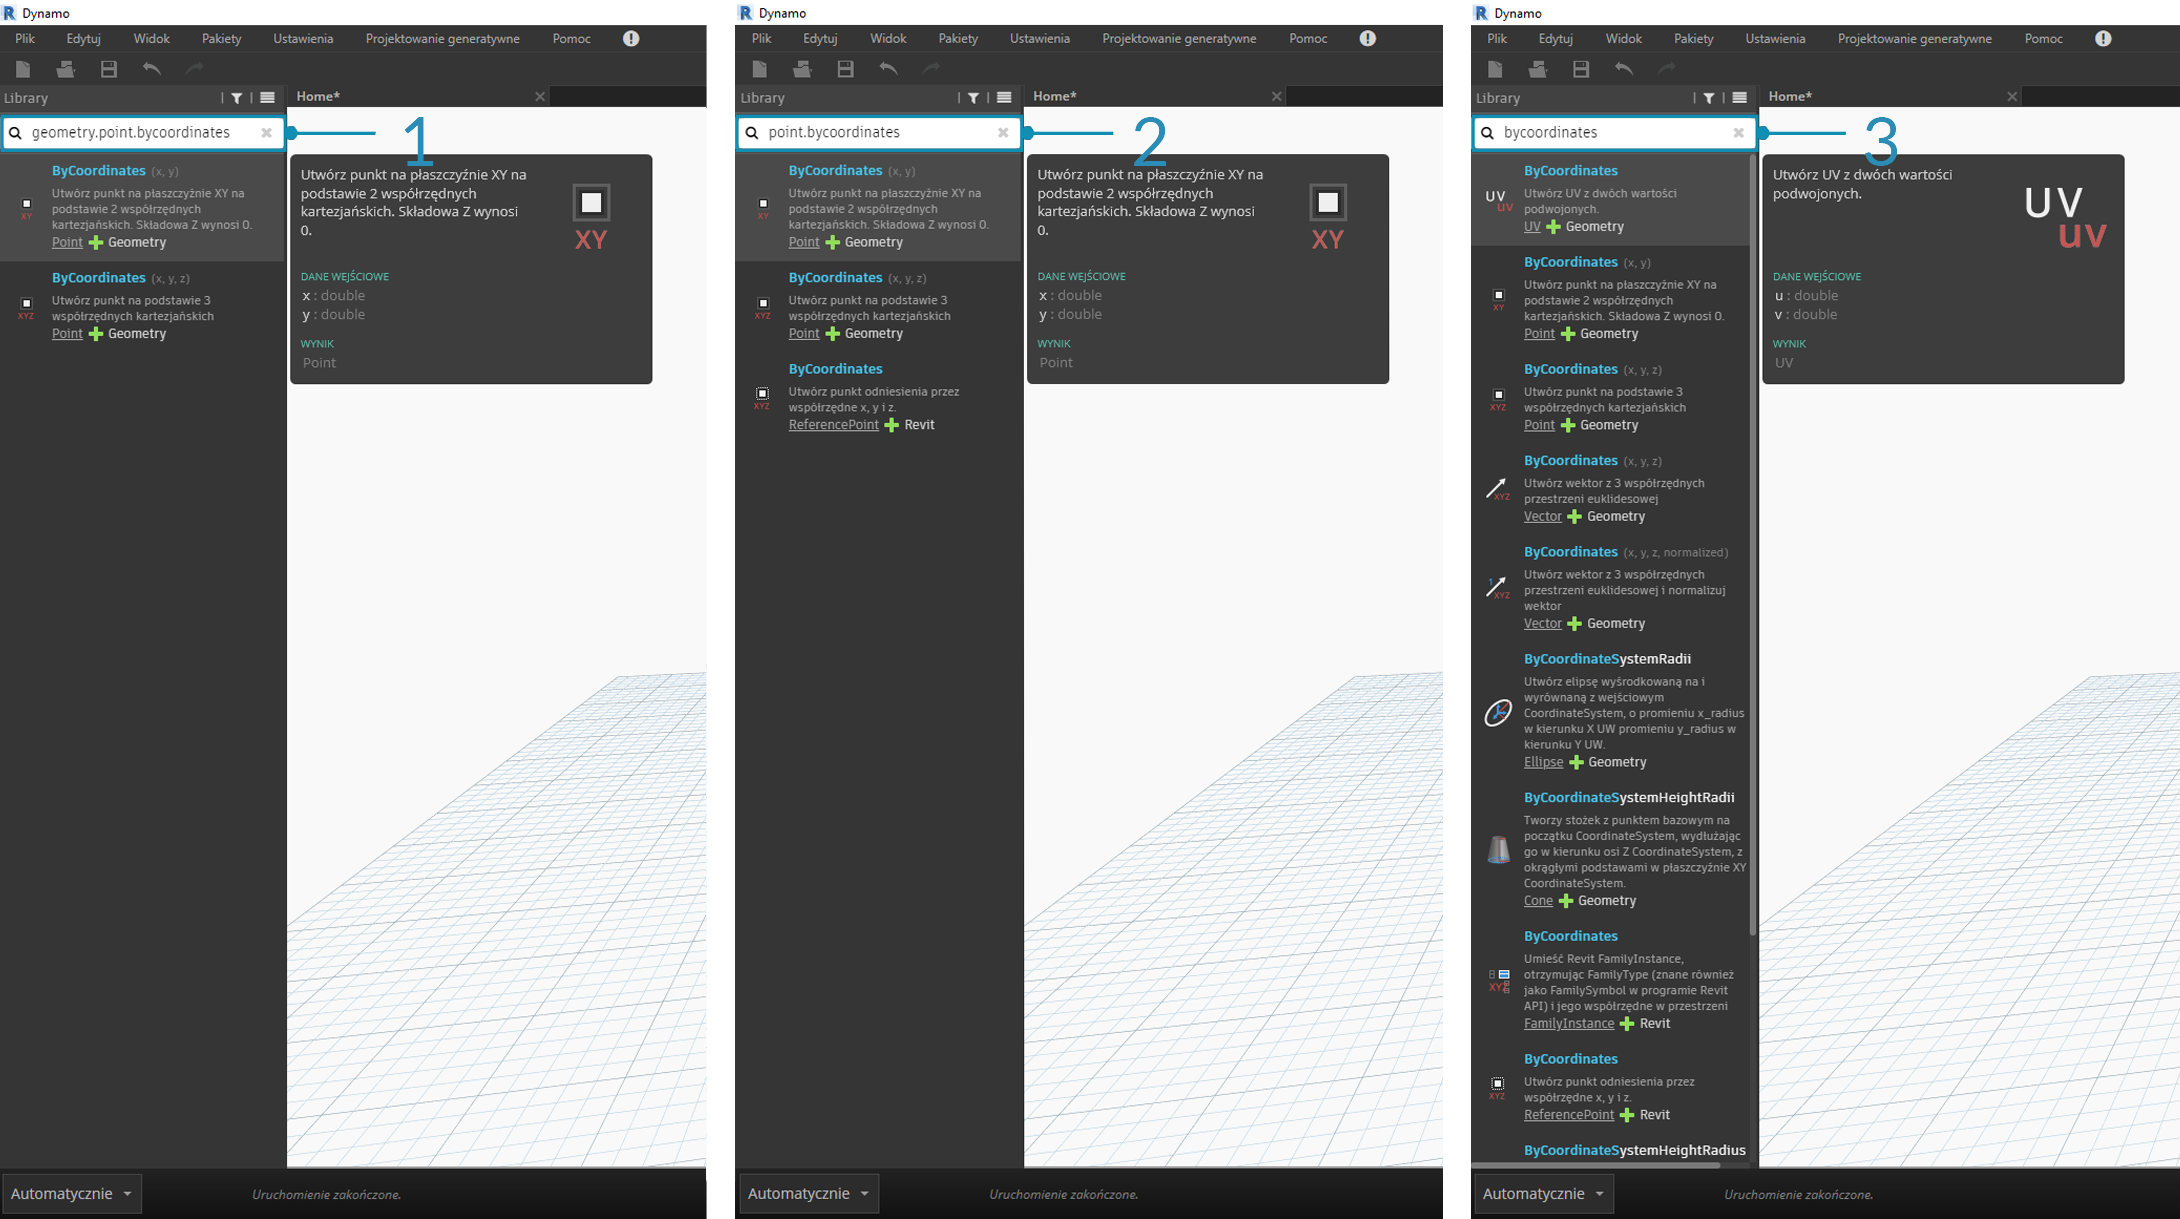 Dynamo
Plik Edytuj Widok Pakiety Ustawienia Projektowanie generatywne Pomoc
Library
Home*
geometry.point.bycoordinates
1
ByCoordinates (x, y)
Utwórz punkt na płaszczyźnie XY na
podstawie 2 współrzędnych
kartezjańskich. Składowa Z wynosi 0.
XY
Point Geometry
ByCoordinates (x, y, z)
Utwórz punkt na podstawie 3
współrzędnych kartezjańskich
XYZ
Point Geometry
Utwórz punkt na płaszczyźnie XY na
podstawie 2 współrzędnych
kartezjańskich. Składowa Z wynosi
0.
XY
DANE WEJŚCIOWE
x : double
y : double
WYNIK
Point
Automatycznie
Uruchomienie zakończone.
Dynamo
Plik Edytuj Widok Pakiety Ustawienia Projektowanie generatywne Pomoc
Library
Home*
point.bycoordinates
2
ByCoordinates (x, y)
Utwórz punkt na płaszczyźnie XY na
podstawie 2 współrzędnych
kartezjańskich. Składowa Z wynosi 0.
XY
Point Geometry
ByCoordinates (x, y, z)
Utwórz punkt na podstawie 3
współrzędnych kartezjańskich
XYZ
Point Geometry
ByCoordinates
Utwórz punkt odniesienia przez
współrzędne x, y i z.
XYZ
ReferencePoint Revit
Utwórz punkt na płaszczyźnie XY na
podstawie 2 współrzędnych
kartezjańskich. Składowa Z wynosi
0.
XY
DANE WEJŚCIOWE
x : double
y : double
WYNIK
Point
Automatycznie
Uruchomienie zakończone.
Dynamo
Plik Edytuj Widok Pakiety Ustawienia Projektowanie generatywne Pomoc
Library
Home*
bycoordinates
3
ByCoordinates
Utwórz UV z dwóch wartości
podwojonych.
UV
uv
UV Geometry
ByCoordinates (x, y)
Utwórz punkt na płaszczyźnie XY na
podstawie 2 współrzędnych
kartezjańskich. Składowa Z wynosi 0.
XY
Point Geometry
ByCoordinates (x, y, z)
Utwórz punkt na podstawie 3
współrzędnych kartezjańskich
XYZ
Point Geometry
ByCoordinates (x, y, z)
Utwórz wektor z 3 współrzędnych
przestrzeni euklidesowej
XYZ
Vector Geometry
ByCoordinates (x, y, z, normalized)
Utwórz wektor z 3 współrzędnych
przestrzeni euklidesowej i normalizuj
wektor
1
XYZ
Vector Geometry
ByCoordinateSystemRadii
Utwórz elipsę wyśrodkowaną na i
wyrównaną z wejściowym
CoordinateSystem, o promieniu x_radius
w kierunku X UW promieniu y_radius w
kierunku Y UW.
Ellipse Geometry
ByCoordinateSystemHeightRadii
Tworzy stożek z punktem bazowym na
początku CoordinateSystem, wydłużając
go w kierunku osi Z CoordinateSystem, z
okrągłymi podstawami w płaszczyźnie XY
CoordinateSystem.
Cone Geometry
ByCoordinates
Umieść Revit FamilyInstance,
otrzymując FamilyType (znane również
jako FamilySymbol w programie Revit
API) i jego współrzędne w przestrzeni
XYZ
FamilyInstance Revit
ByCoordinates
Utwórz punkt odniesienia przez
współrzędne x, y i z.
XYZ
ReferencePoint Revit
ByCoordinateSystemHeightRadius
Utwórz UV z dwóch wartości
podwojonych.
UV
uv
DANE WEJŚCIOWE
u : double
v : double
WYNIK
UV
Automatycznie
Uruchomienie zakończone.